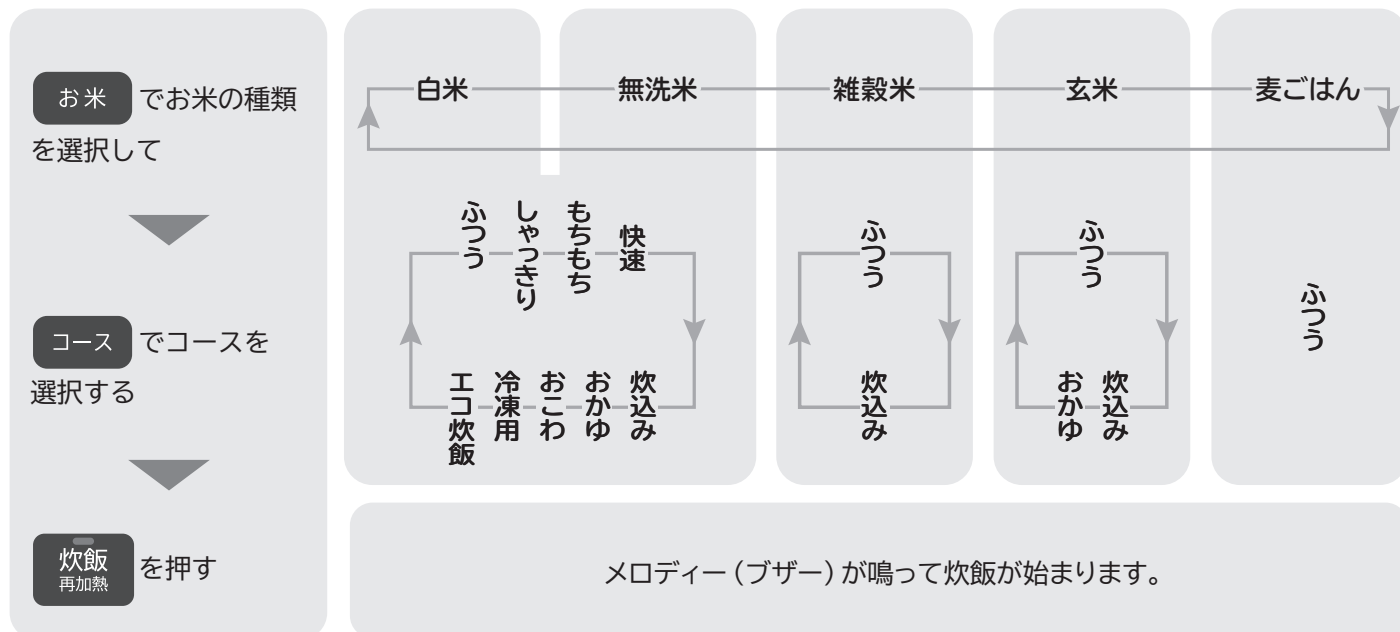 お米 でお米の種類
を選択して
コース でコースを
選択する
炊飯
再加熱
を押す
白米
無洗米
雑穀米
玄米
麦ごはん
ふつう
しゃっきり
もちもち
快速
エコ炊飯
冷凍用
おこわ
おかゆ
炊込み
ふつう
炊込み
ふつう
おかゆ
炊込み
ふつう
メロディー（ブザー）が鳴って炊飯が始まります。